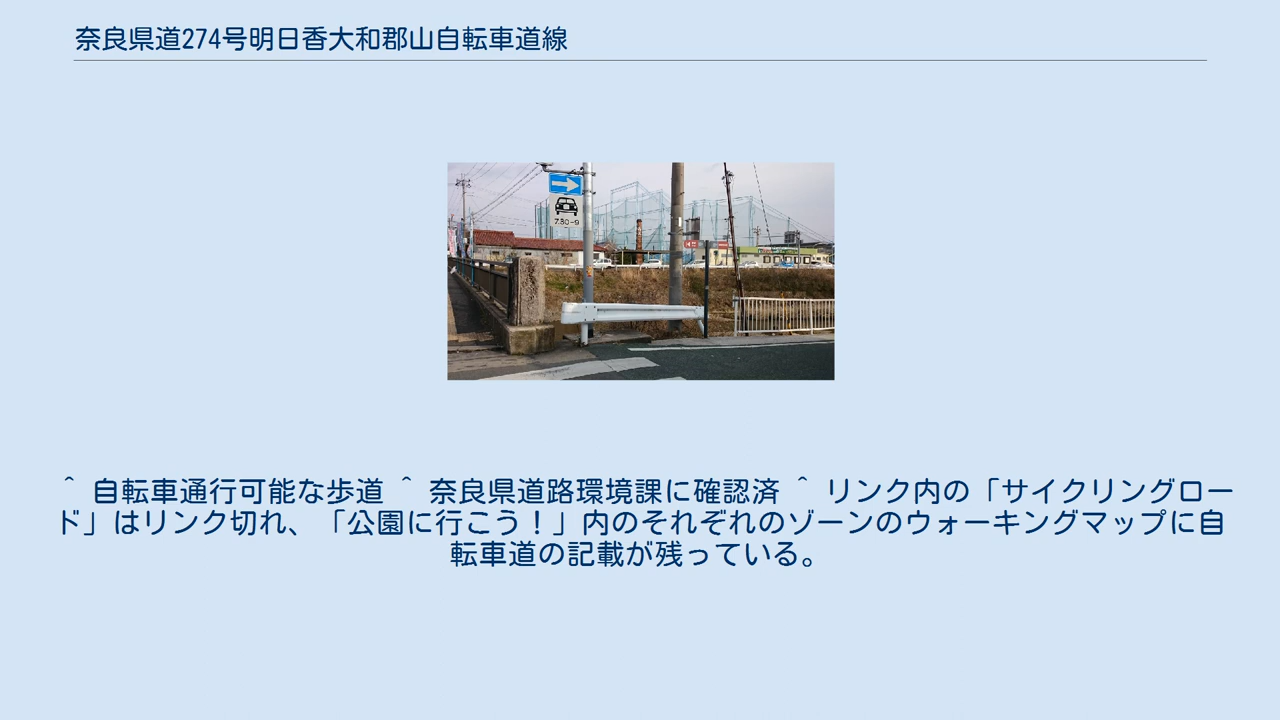 奈良県道274号明日香大和郡山自転車道線
7.30-9
^ 自転車通行可能な歩道 ^ 奈良県道路環境課に確認済 ^ リンク内の「サイクリングロー
ド」はリンク切れ、「公園に行こう！」内のそれぞれのゾーンのウォーキングマップに自
転車道の記載が残っている。